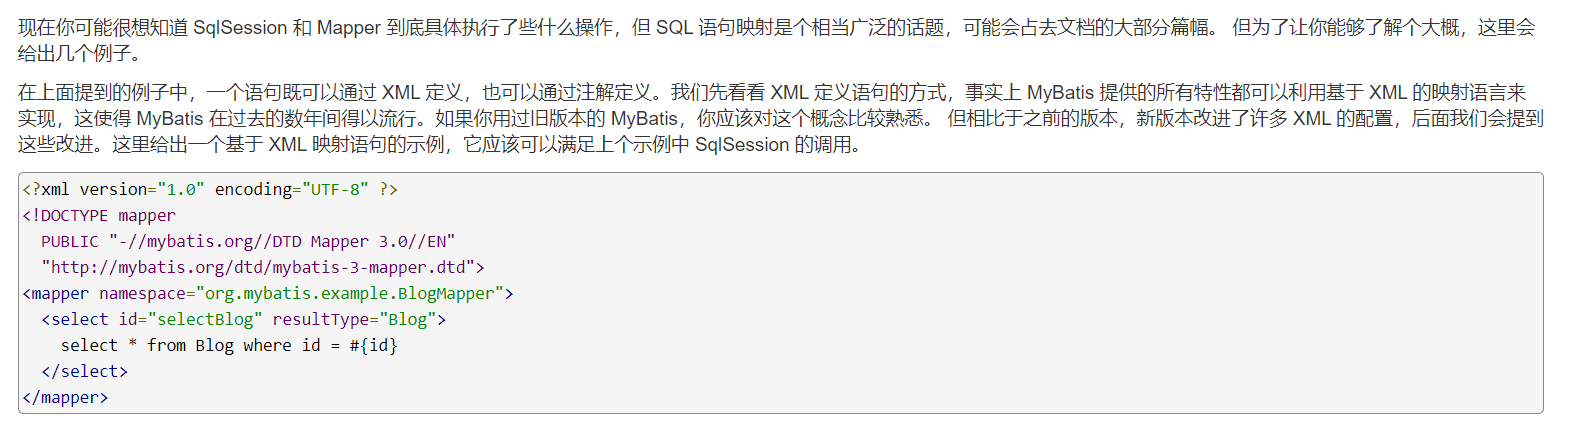 现在你可能很想知道 SqlSession 和 Mapper 到底具体执行了些什么操作，但 SQL 语句映射是个相当广泛的话题，可能会占去文档的大部分篇幅。 但为了让你能够了解个大概，这里会
给出几个例子。
在上面提到的例子中，一个语句既可以通过 XML 定义，也可以通过注解定义。我们先看看 XML 定义语句的方式，事实上 MyBatis 提供的所有特性都可以利用基于 XML 的映射语言来
实现，这使得 MyBatis 在过去的数年间得以流行。如果你用过旧版本的 MyBatis，你应该对这个概念比较熟悉。 但相比于之前的版本，新版本改进了许多 XML 的配置，后面我们会提到
这些改进。这里给出一个基于 XML 映射语句的示例，它应该可以满足上个示例中 SqlSession 的调用。
<?xml version="1.0" encoding="UTF-8" ?>
<!DOCTYPE mapper
  PUBLIC "-//mybatis.org//DTD Mapper 3.0//EN"
  "http://mybatis.org/dtd/mybatis-3-mapper.dtd">
<mapper namespace="org.mybatis.example.BlogMapper">
  <select id="selectBlog" resultType="Blog">
    select * from Blog where id = #{id}
  </select>
</mapper>